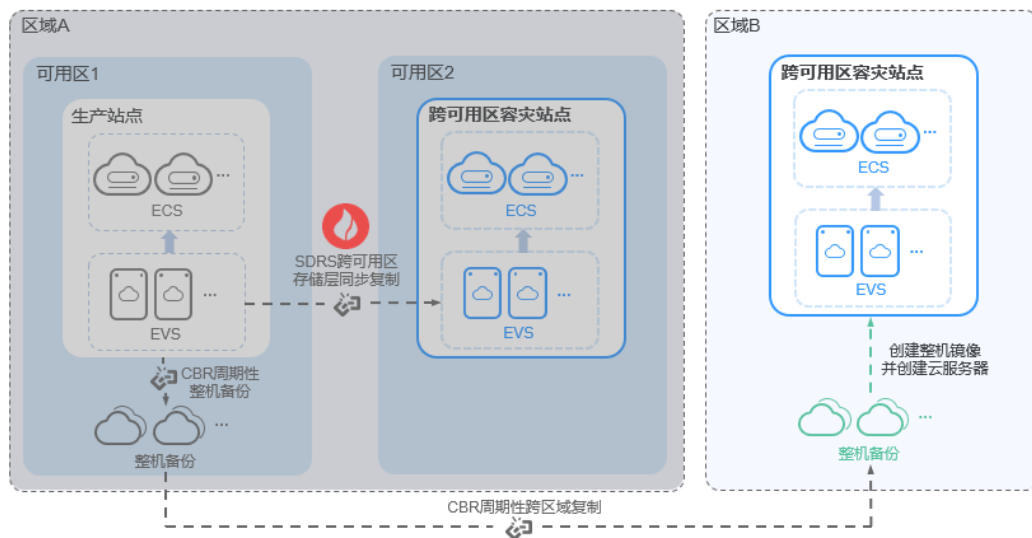 区域A
可用区1
生产站点
ECS
...
EVS
...
CBR周期性
整机备份
...
整机备份
SDRS跨可用区
存储层同步复制
可用区2
跨可用区容灾站点
ECS
...
EVS
...
区域B
跨可用区容灾站点
ECS
...
EVS
...
创建整机镜像
并创建云服务器
...
整机备份
CBR周期性跨区域复制